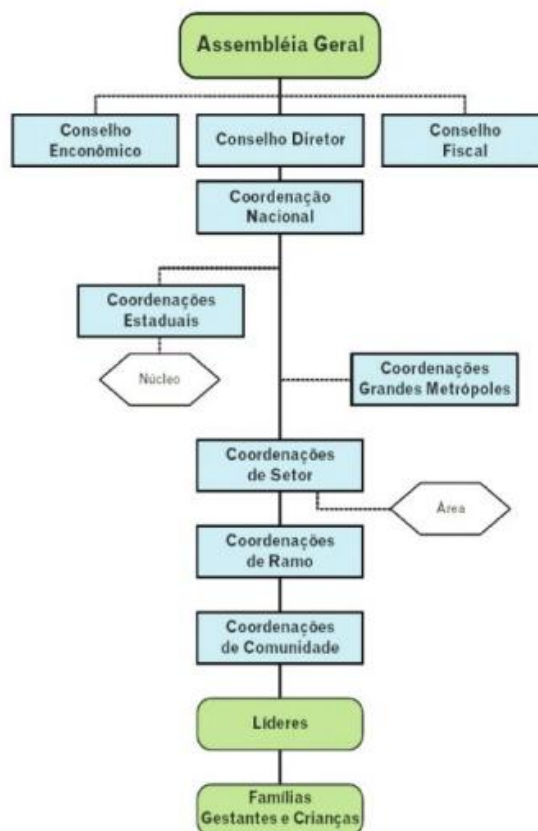 Assembléia Geral
Conselho
Enconômico
Conselho Diretor
Conselho
Fiscal
Coordenação
Nacional
Coordenações
Estaduais
Núcleo
Coordenações
Grandes Metrópoles
Coordenações
de Setor
Área
Coordenações
de Ramo
Coordenações
de Comunidade
Líderes
Famílias
Gestantes e Crianças